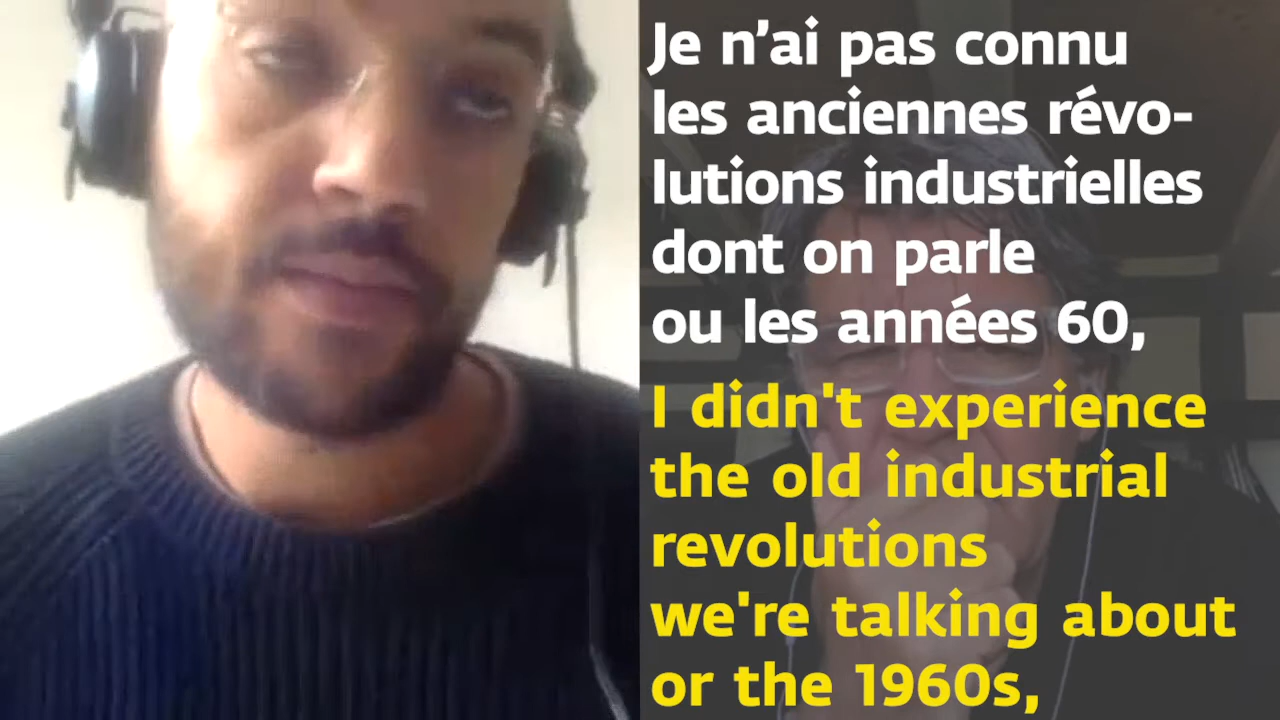 Je n’ai pas connu
les anciennes révo-
lutions industrielles
dont on parle
ou les années 60,
I didn't experience
the old industrial
revolutions
we're talking about
or the 1960s,